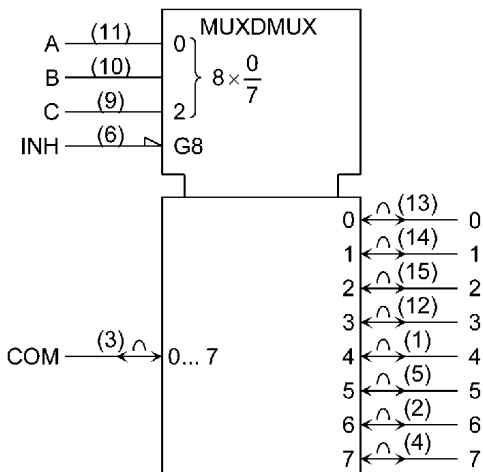 MUXDMUX
A (11) 0
B (10) 8 × 0/7
C (9) 2
INH (6) G8
0 (13) 0
1 (14) 1
2 (15) 2
3 (12) 3
COM (3) 0... 7 4 (1) 4
5 (5) 5
6 (2) 6
7 (4) 7